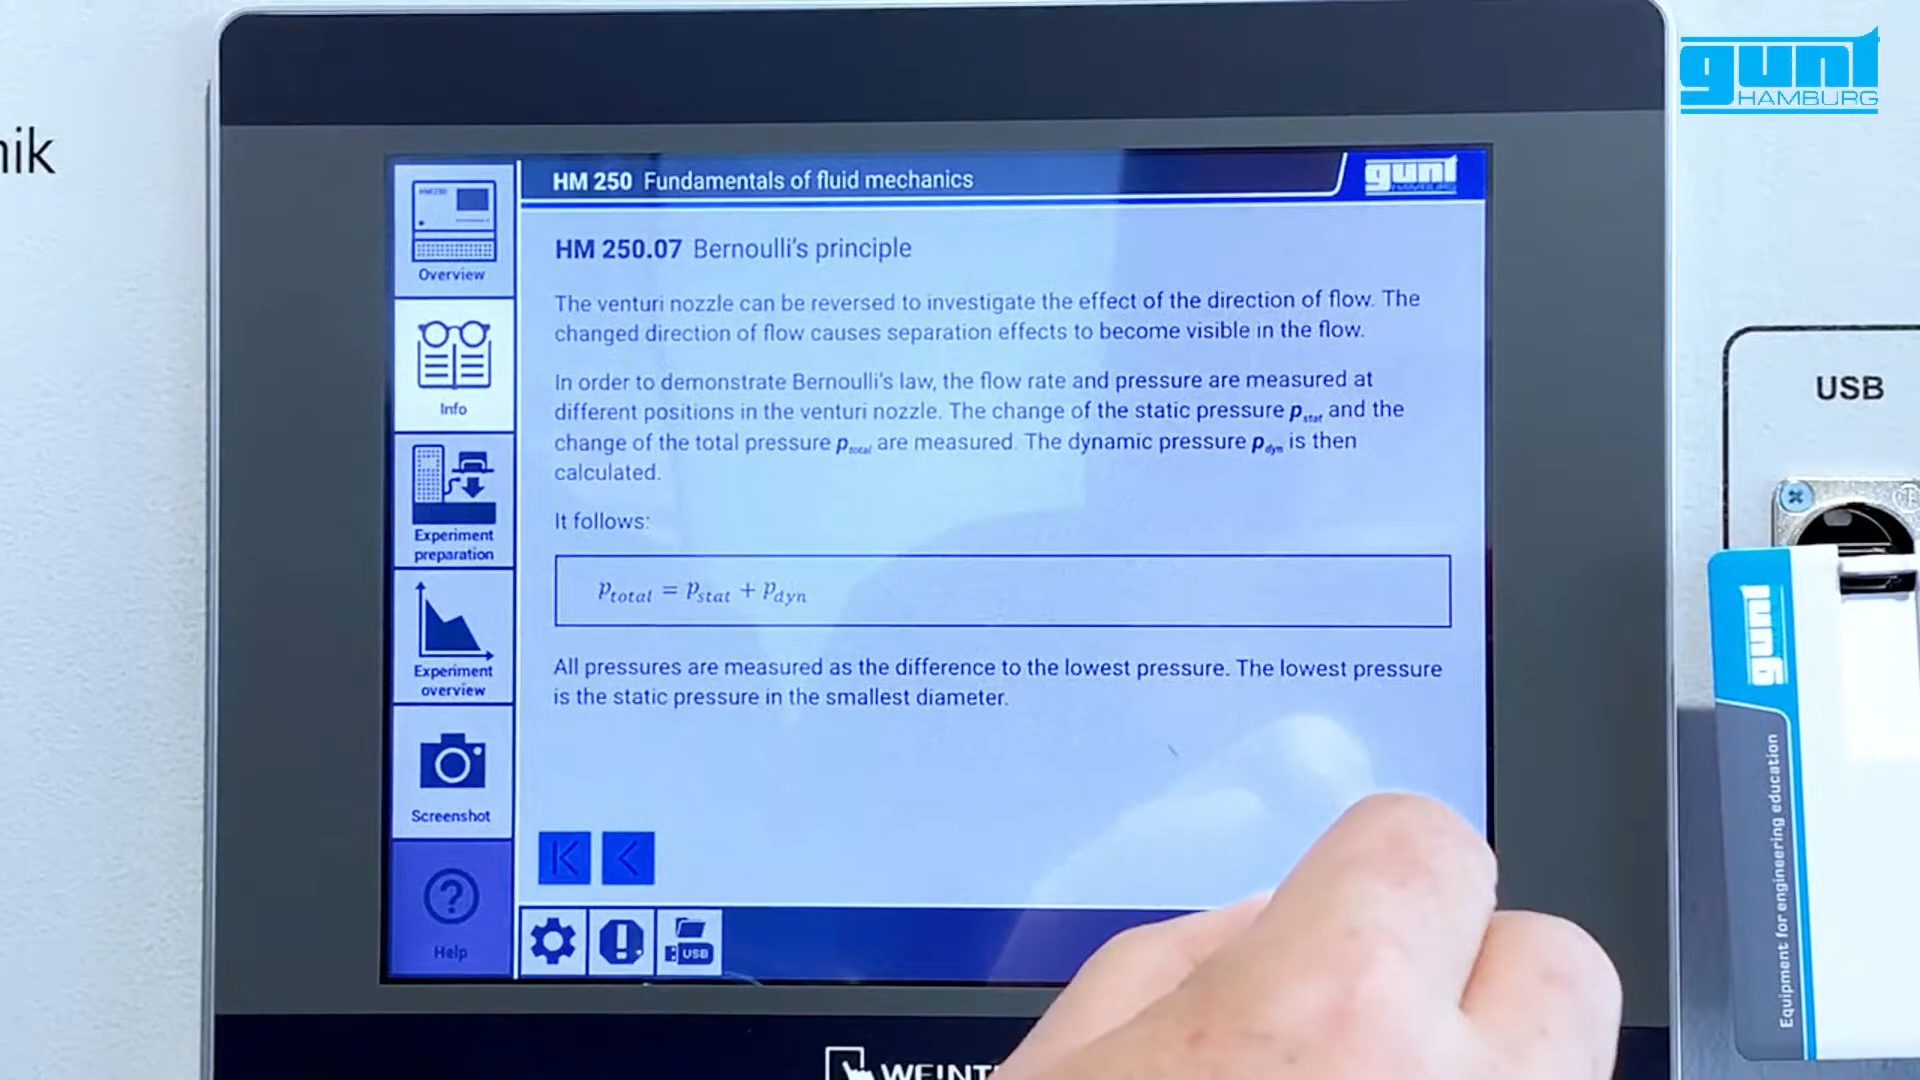 gunt
HAMBURG
nik
HM 250 Fundamentals of fluid mechanics
gunt
HAMBURG
Overview
Info
Experiment
preparation
Experiment
overview
Screenshot
Help
HM 250.07 Bernoulli's principle
The venturi nozzle can be reversed to investigate the effect of the direction of flow. The
changed direction of flow causes separation effects to become visible in the flow.
In order to demonstrate Bernoulli's law, the flow rate and pressure are measured at
different positions in the venturi nozzle. The change of the static pressure p_stat and the
change of the total pressure p_total are measured. The dynamic pressure p_dyn is then
calculated.
It follows:
p_total = p_stat + p_dyn
All pressures are measured as the difference to the lowest pressure. The lowest pressure
is the static pressure in the smallest diameter.
USB
USB
gunt
Equipment for engineering education
WEINT